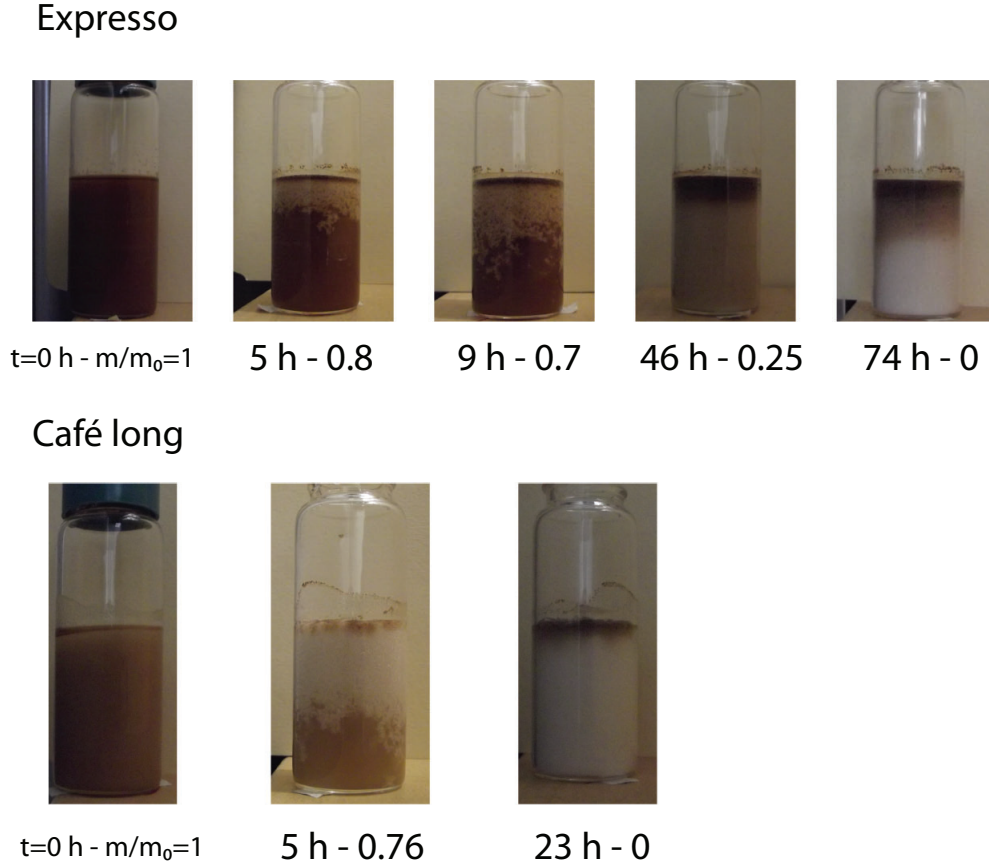 Expresso
t=0 h - m/m₀=1
5 h - 0.8
9 h - 0.7
46 h - 0.25
74 h - 0
Café long
t=0 h - m/m₀=1
5 h - 0.76
23 h - 0